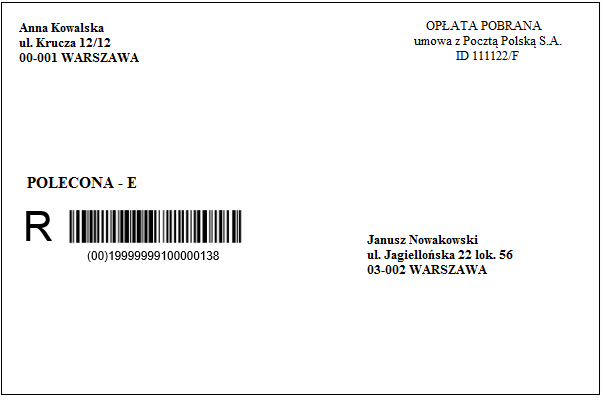 Anna Kowalska
ul. Krucza 12/12
00-001 WARSZAWA
OPŁATA POBRANA
umowa z Pocztą Polską S.A.
ID 111122/F
POLECONA - E
R
(00)19999999100000138
Janusz Nowakowski
ul. Jagiellońska 22 lok. 56
03-002 WARSZAWA